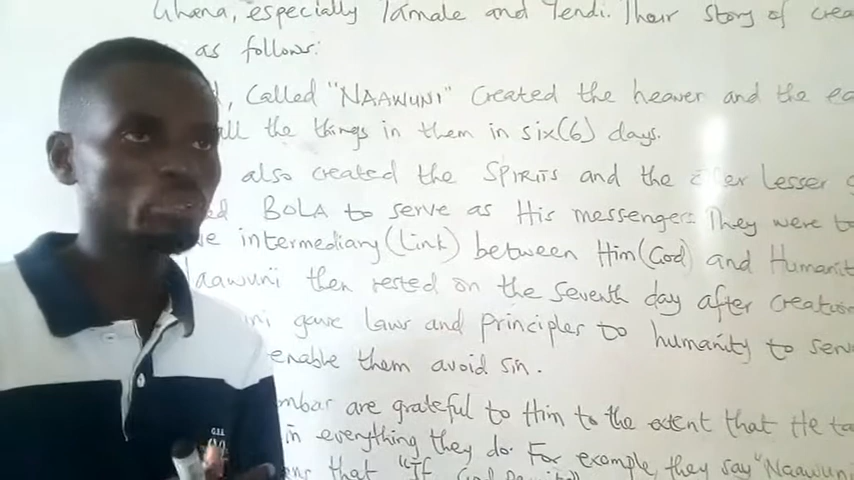 Ghana, especially Tamale and Yendi. Their story of
as follows:
Called "NAAWUNI" Created the heaven and the
all the things in them in six(6) days.
also created the SPIRITS and the Lesser
BOLA to serve as His messengers. They were to
intermediary (link) between Him (God) and Humanit
Naawuni then rested on the Seventh day after creation
gave laws and principles to humanity to
enable them avoid sin.
are grateful to Him to the extent that He
in everything they do. For example, they say "Naawuni
that "If God